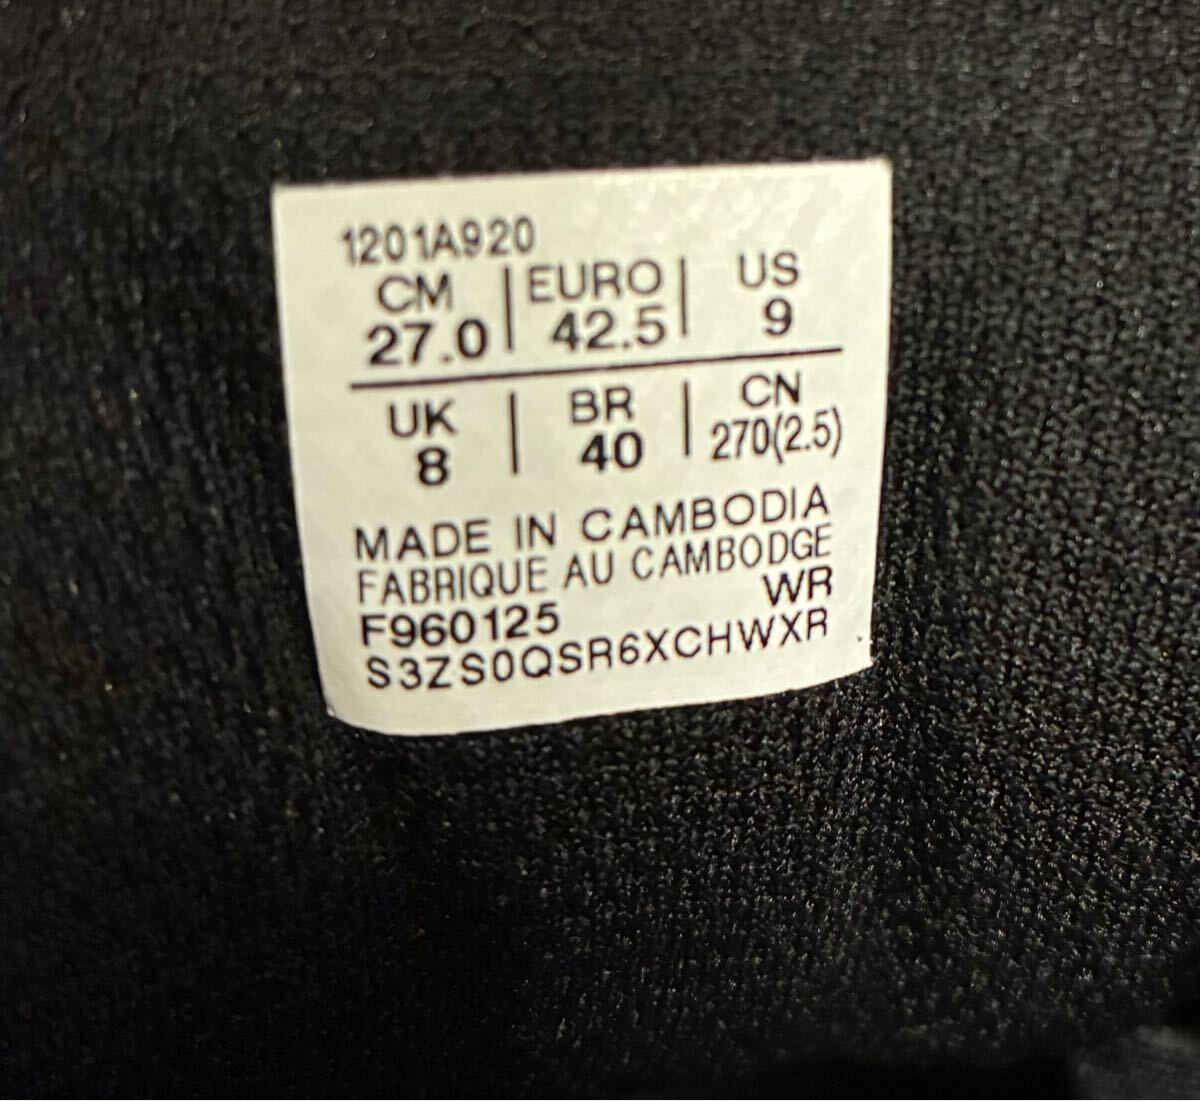 1201A920
CM | EURO | US
27.0 | 42.5 | 9
UK | BR | CN
8 | 40 | 270(2.5)
MADE IN CAMBODIA
FABRIQUE AU CAMBODGE
F960125 WR
S3ZS0QSR6XCHWXR